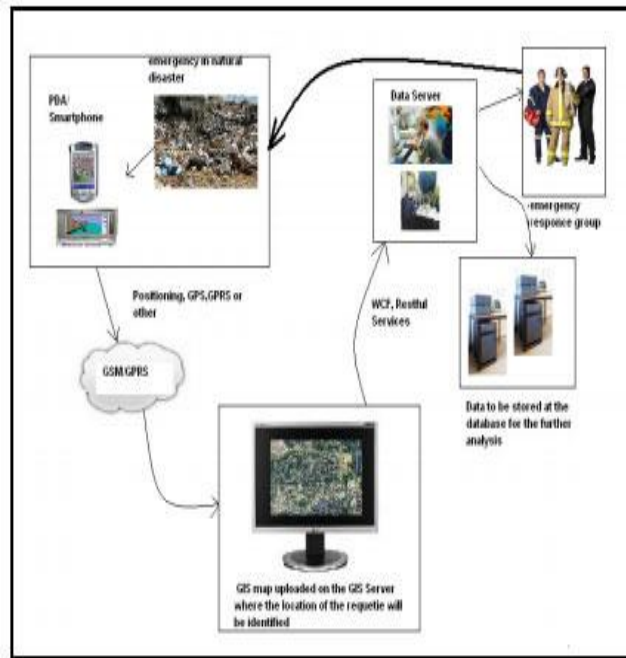 emergency in natural
disaster
PDA/
Smartphone
Data Server
-emergency
responce group
Positioning, GPS,GPRS or
other
WCF, Restful
Services
GSM/GPRS
Data to be stored at the
database for the further
analysis
GIS map uploaded on the GIS Server
where the location of the requetie will
be identified